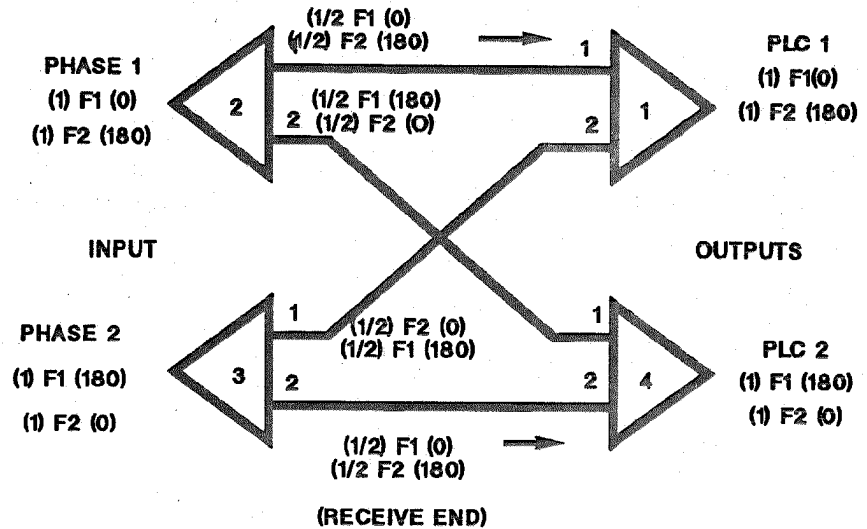 (1/2 F1 (0)
(1/2) F2 (180)
PHASE 1
(1) F1 (0)
(1) F2 (180)
2
2
(1/2 F1 (180)
(1/2) F2 (O)
1
2
1
PLC 1
(1) F1(0)
(1) F2 (180)
INPUT
OUTPUTS
PHASE 2
(1) F1 (180)
(1) F2 (0)
3
1
2
(1/2) F2 (0)
(1/2) F1 (180)
1
2
4
PLC 2
(1) F1 (180)
(1) F2 (0)
(1/2) F1 (0)
(1/2 F2 (180)
(RECEIVE END)